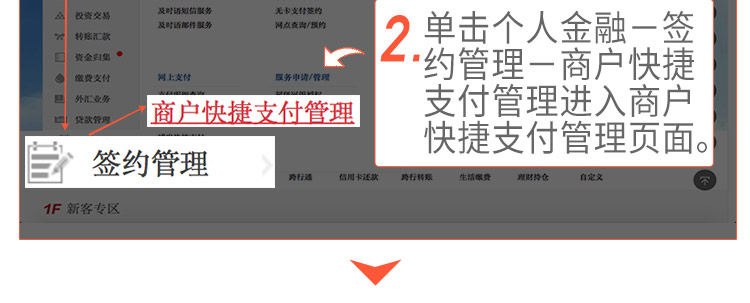 投资交易
及时语短信服务
无卡支付签约
及时语邮件服务
网点查询/预约
转账汇款
资金归集
缴费支付
网上支付
服务申请/管理
外汇业务
贷款管理
商户快捷支付管理
签约管理
2.
单击个人金融－签
约管理－商户快捷
支付管理进入商户
快捷支付管理页面。
跨行通
信用卡还款
跨行转账
生活缴费
理财持仓
自定义
1F 新客专区